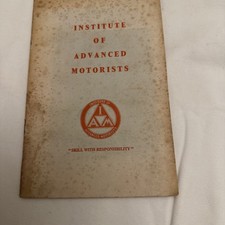 INSTITUTE
OF
ADVANCED
MOTORISTS
"SKILL WITH RESPONSIBILITY"